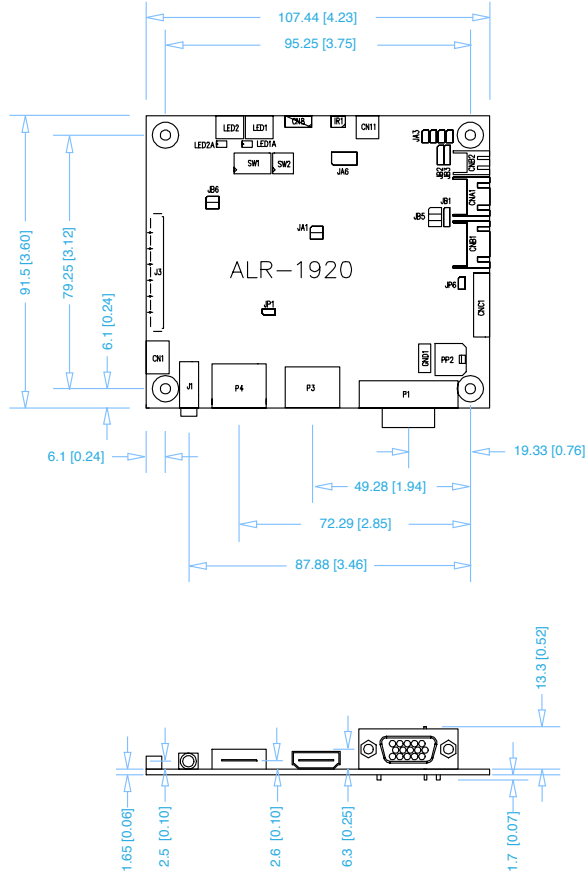 107.44 [4.23]
95.25 [3.75]
LED2
LED1
CN8
IR1
CN11
JA3
LED2A
LED1A
SW1
SW2
JA6
JB2
JB3
CNB2
JB6
CNA1
JB1
JB5
JA1
CNB1
91.5 [3.60]
79.25 [3.12]
J3
ALR-1920
JP6
CNC1
6.1 [0.24]
JP1
CN1
GND1
PP2
J1
P4
P3
P1
6.1 [0.24]
19.33 [0.76]
49.28 [1.94]
72.29 [2.85]
87.88 [3.46]
13.3 [0.52]
1.65 [0.06]
2.5 [0.10]
2.6 [0.10]
6.3 [0.25]
1.7 [0.07]